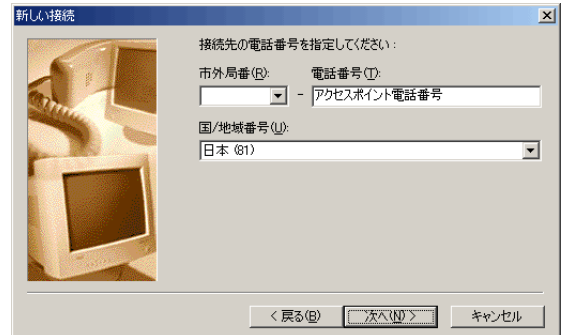 新しい接続
接続先の電話番号を指定してください:
市外局番(R): 電話番号(T):
- アクセスポイント電話番号
国/地域番号(U):
日本 (81)
< 戻る(B) 次へ(N) > キャンセル